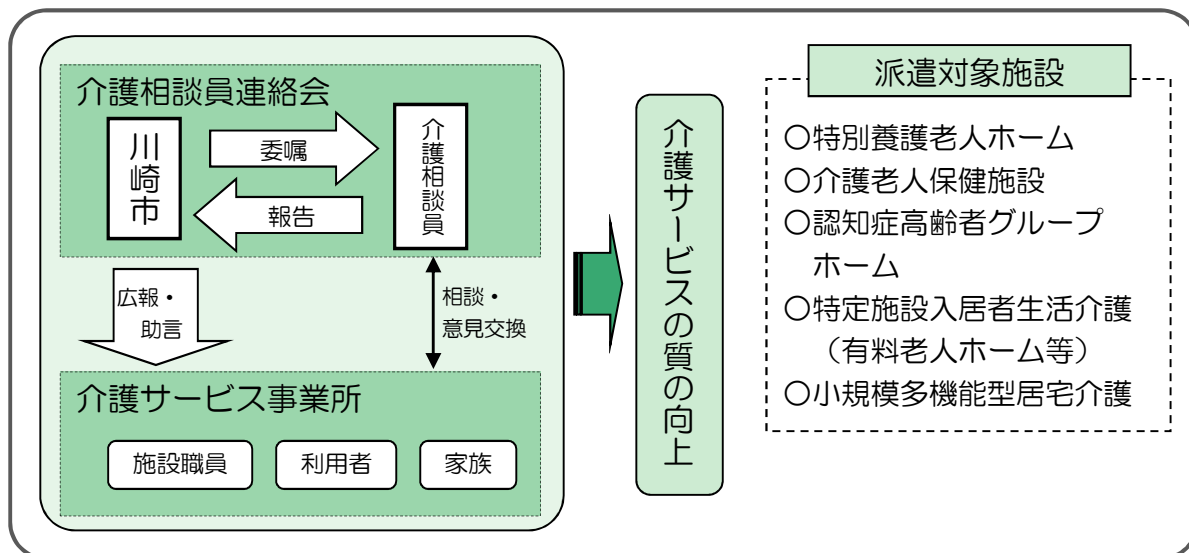 介護相談員連絡会
川崎市
委嘱
報告
介護相談員
広報・
助言
相談・
意見交換
介護サービス事業所
施設職員
利用者
家族
介護サービスの質の向上
派遣対象施設
○特別養護老人ホーム
○介護老人保健施設
○認知症高齢者グループ
ホーム
○特定施設入居者生活介護
（有料老人ホーム等）
○小規模多機能型居宅介護